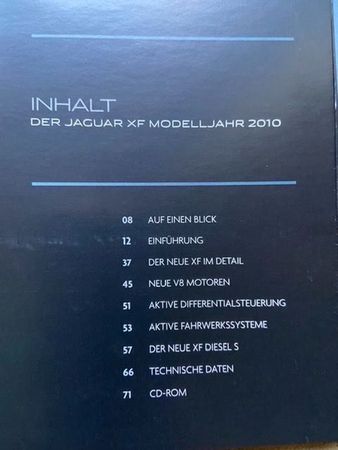 INHALT
DER JAGUAR XF MODELLJAHR 2010
08 AUF EINEN BLICK
12 EINFÜHRUNG
37 DER NEUE XF IM DETAIL
45 NEUE V8 MOTOREN
51 AKTIVE DIFFERENTIALSTEUERUNG
53 AKTIVE FAHRWERKSSYSTEME
57 DER NEUE XF DIESEL S
66 TECHNISCHE DATEN
71 CD-ROM